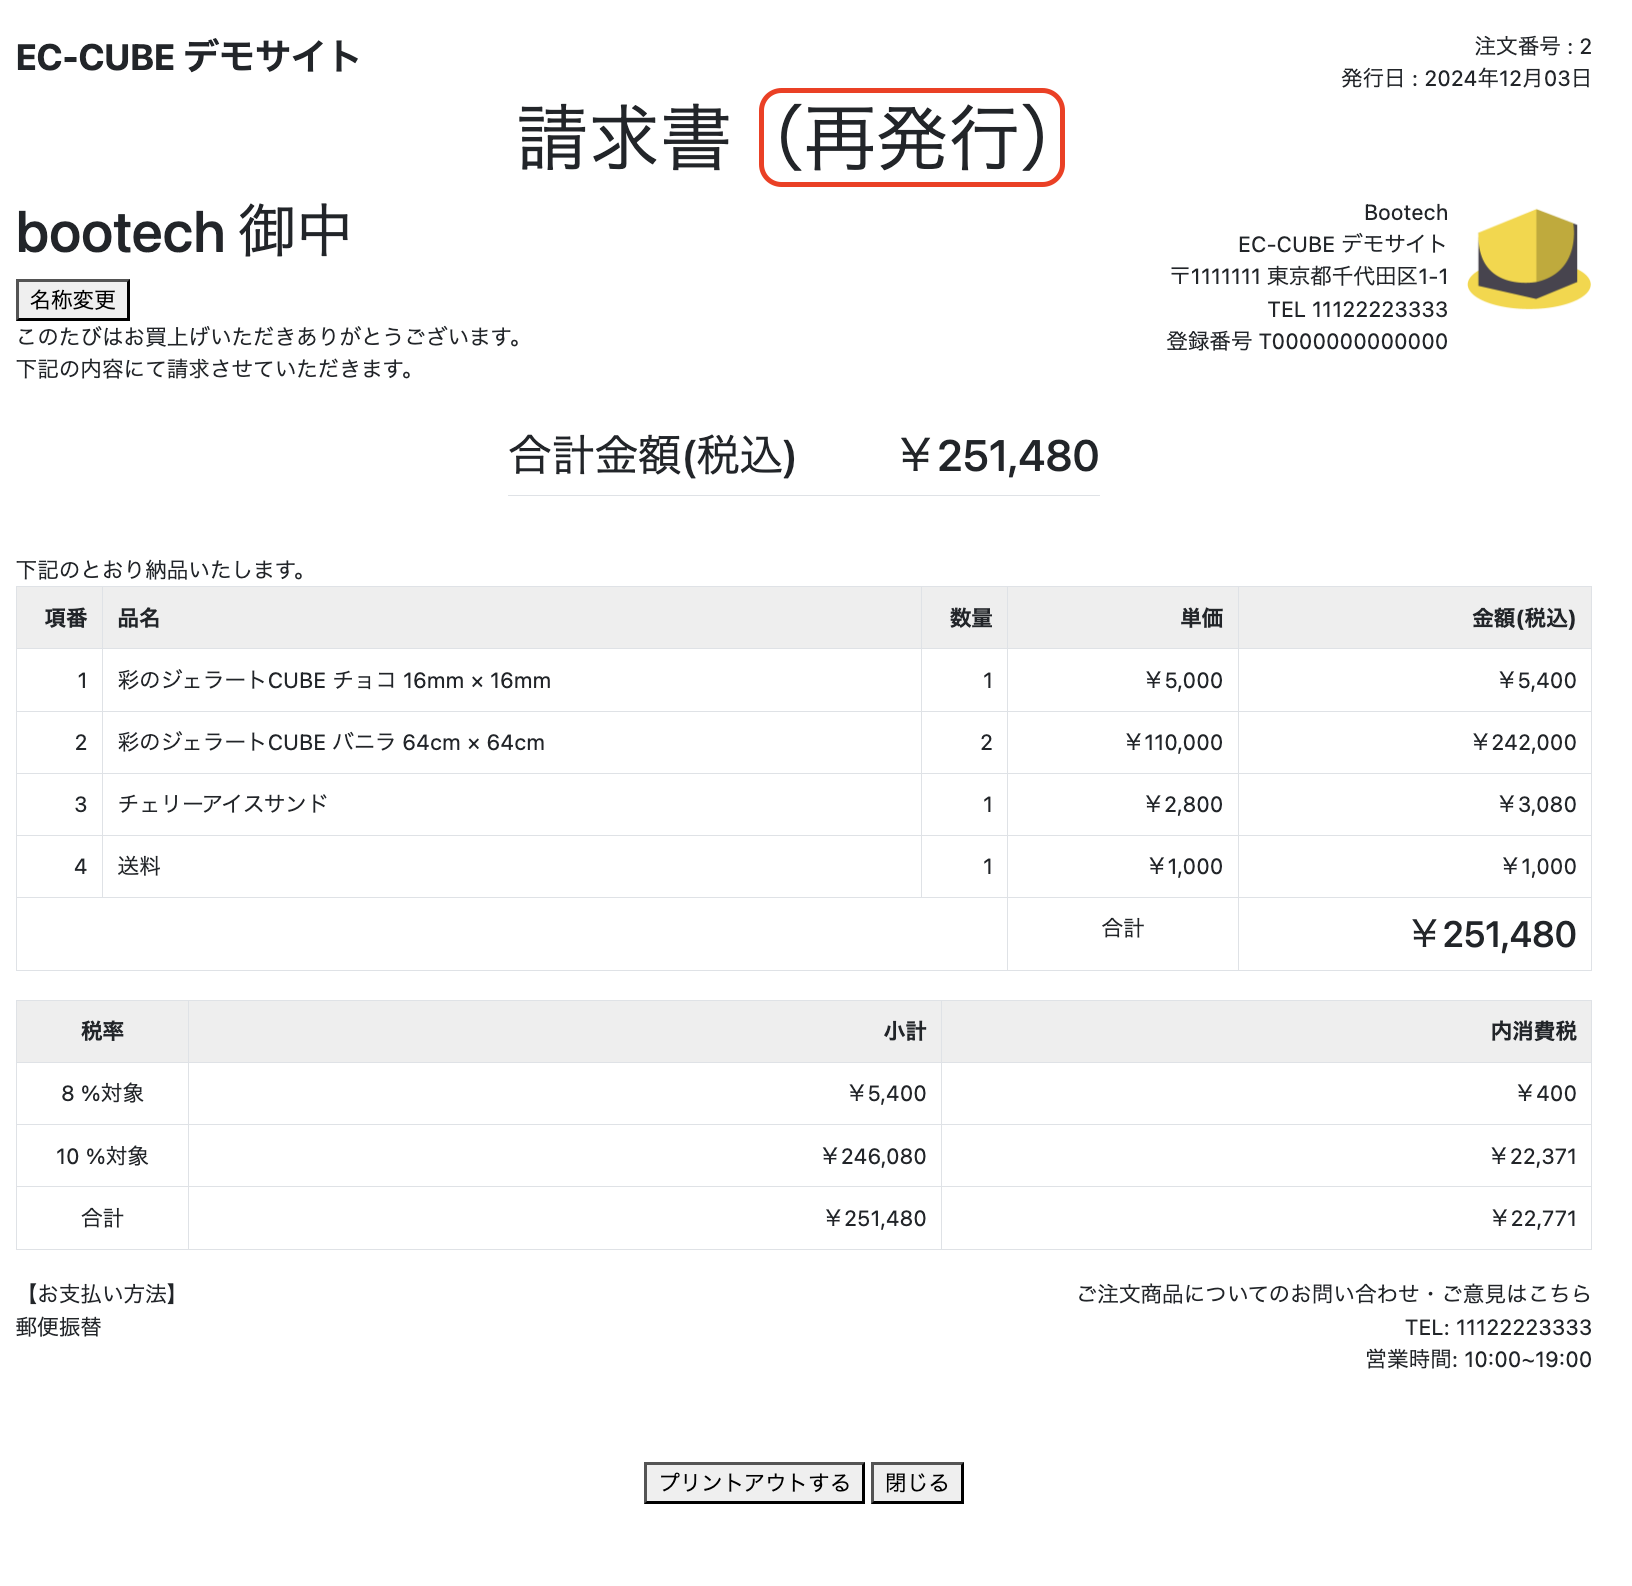 EC-CUBE デモサイト
注文番号 : 2
発行日 : 2024年12月03日
請求書 (再発行)
bootech 御中
名称変更
このたびはお買上げいただきありがとうございます。
下記の内容にて請求させていただきます。
Bootech
EC-CUBE デモサイト
〒1111111 東京都千代田区1-1
TEL 11122223333
登録番号 T0000000000000
合計金額(税込) ￥251,480
下記のとおり納品いたします。
項番 品名 数量 単価 金額(税込)
1 彩のジェラートCUBE チョコ 16mm × 16mm 1 ￥5,000 ￥5,400
2 彩のジェラートCUBE バニラ 64cm × 64cm 2 ￥110,000 ￥242,000
3 チェリーアイスサンド 1 ￥2,800 ￥3,080
4 送料 1 ￥1,000 ￥1,000
合計 ￥251,480
税率 小計 内消費税
8 %対象 ￥5,400 ￥400
10 %対象 ￥246,080 ￥22,371
合計 ￥251,480 ￥22,771
【お支払い方法】
郵便振替
ご注文商品についてのお問い合わせ・ご意見はこちら
TEL: 11122223333
営業時間: 10:00~19:00
プリントアウトする 閉じる